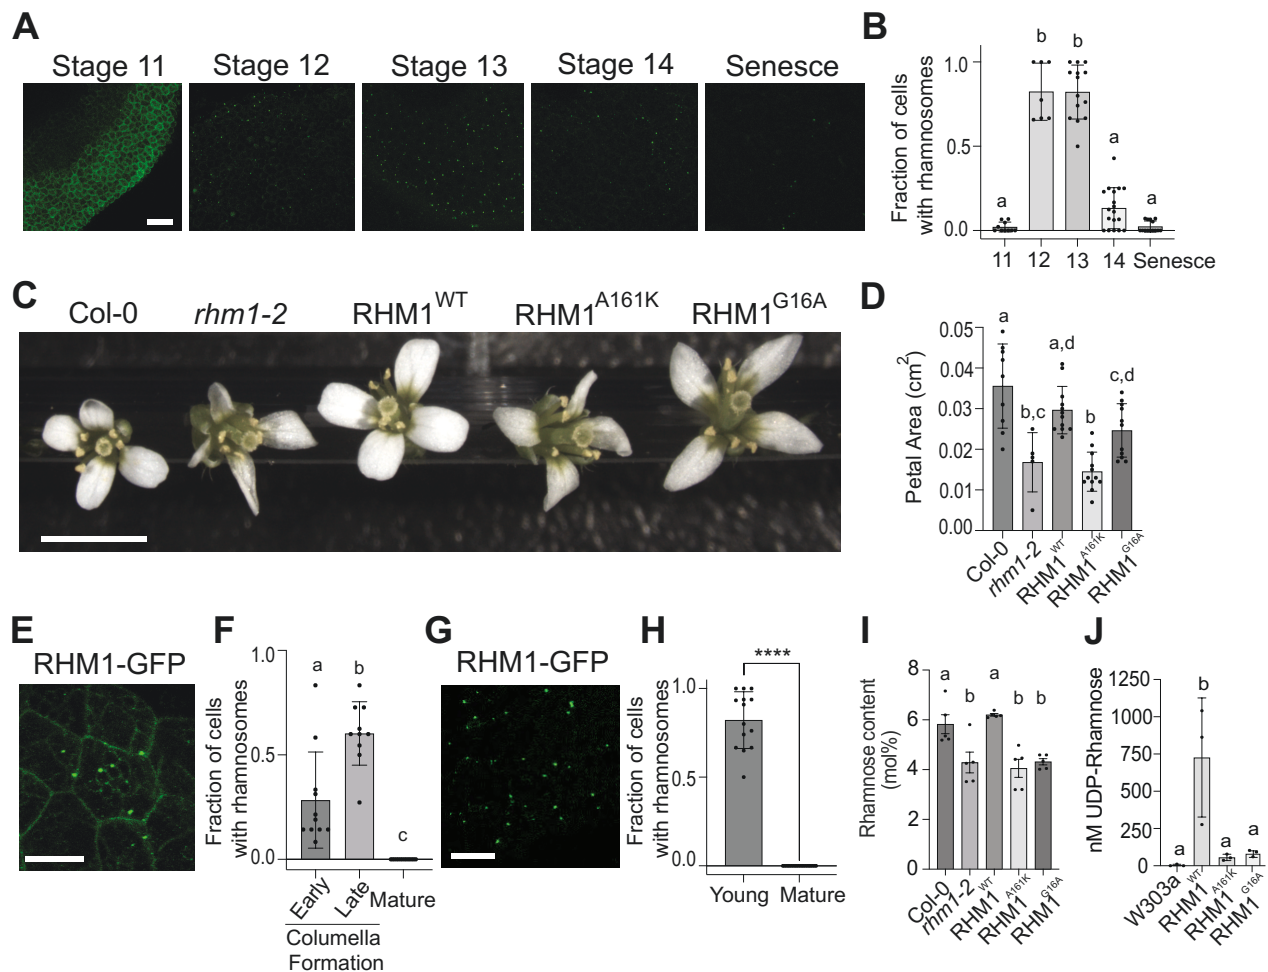 A
Stage 11
Stage 12
Stage 13
Stage 14
Senesce
B
Fraction of cells
with rhamnosomes
1.0
0.5
0.0
a
b
b
a
a
11
12
13
14
Senesce
C
Col-0
rhm1-2
RHM1WT
RHM1A161K
RHM1G16A
D
Petal Area (cm2)
0.05
0.04
0.03
0.02
0.01
0.00
a
b,c
a,d
b
c,d
Col-0
rhm1-2
RHM1WT
RHM1A161K
RHM1G16A
E
RHM1-GFP
F
Fraction of cells
with rhamnosomes
1.0
0.5
0.0
a
b
c
Early
Late
Mature
Columella
Formation
G
RHM1-GFP
H
Fraction of cells
with rhamnosomes
1.0
0.5
0.0
****
Young
Mature
I
Rhamnose content
(mol%)
8
6
4
2
0
a
b
a
b
b
Col-0
rhm1-2
RHM1WT
RHM1A161K
RHM1G16A
J
nM UDP-Rhamnose
1250
1000
750
500
250
0
a
b
a
a
W303a
RHM1WT
RHM1A161K
RHM1G16A